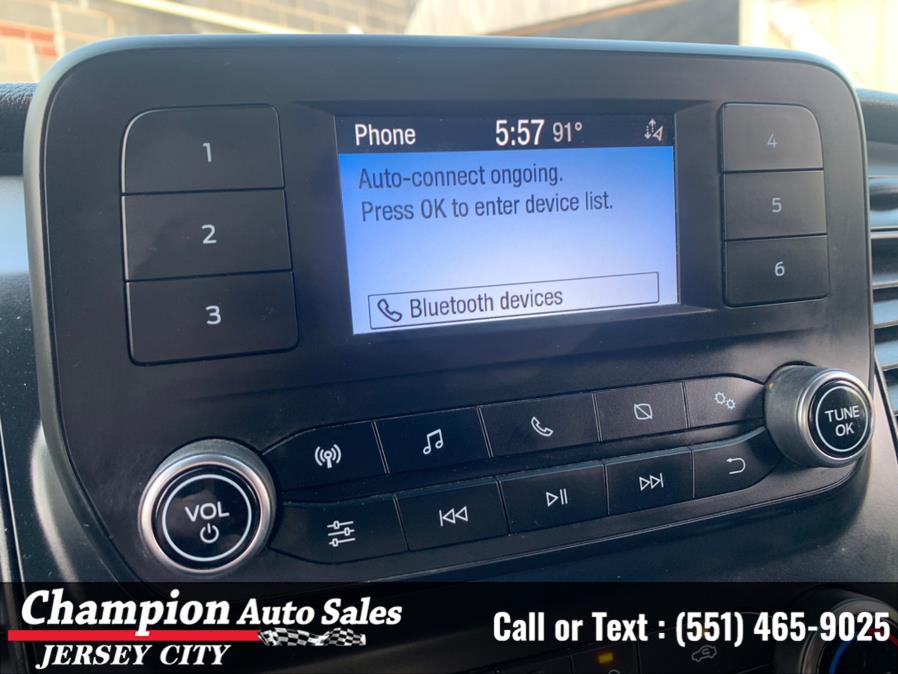 Phone 5:57 91°
Auto-connect ongoing.
Press OK to enter device list.
Bluetooth devices
1
2
3
4
5
6
VOL
TUNE
OK
Champion Auto Sales
JERSEY CITY
Call or Text : (551) 465-9025